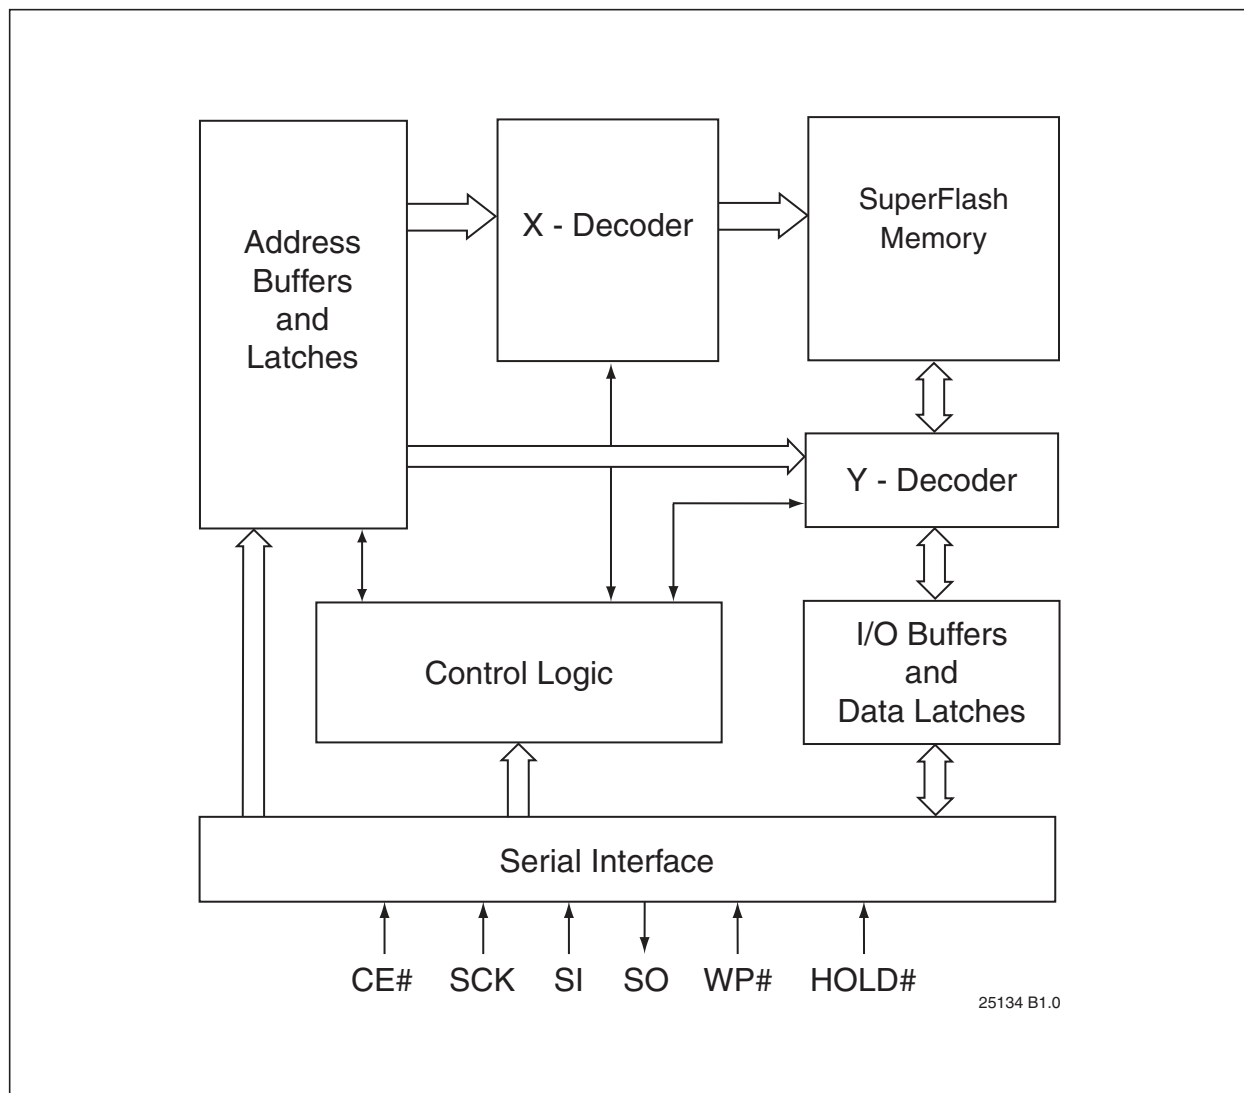 Address
Buffers
and
Latches
X - Decoder
SuperFlash
Memory
Y - Decoder
Control Logic
I/O Buffers
and
Data Latches
Serial Interface
CE# SCK SI SO WP# HOLD#
25134 B1.0